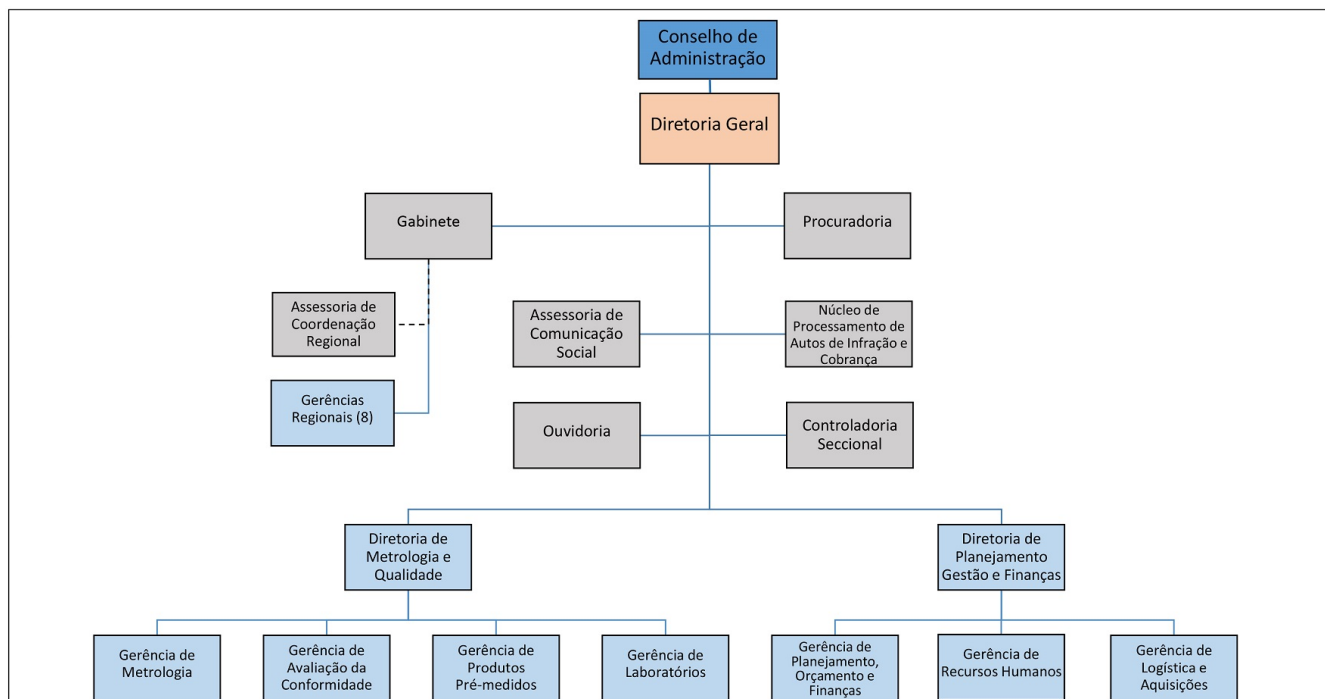 Conselho de
Administração
Diretoria Geral
Gabinete
Procuradoria
Assessoria de
Coordenação
Regional
Assessoria de
Comunicação
Social
Núcleo de
Processamento de
Autos de Infração e
Cobrança
Gerências
Regionais (8)
Ouvidoria
Controladoria
Seccional
Diretoria de
Metrologia e
Qualidade
Diretoria de
Planejamento
Gestão e Finanças
Gerência de
Metrologia
Gerência de
Avaliação da
Conformidade
Gerência de
Produtos
Pré-medidos
Gerência de
Laboratórios
Gerência de
Planejamento,
Orçamento e
Finanças
Gerência de
Recursos Humanos
Gerência de
Logística e
Aquisições